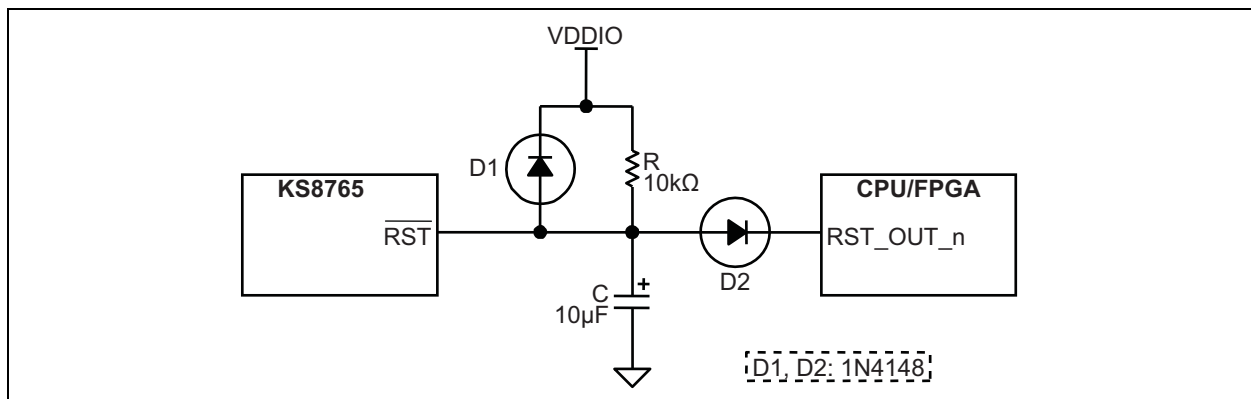 VDDIO
D1
R
10kΩ
KS8765
CPU/FPGA
RST
RST_OUT_n
D2
+
C
10µF
D1, D2: 1N4148